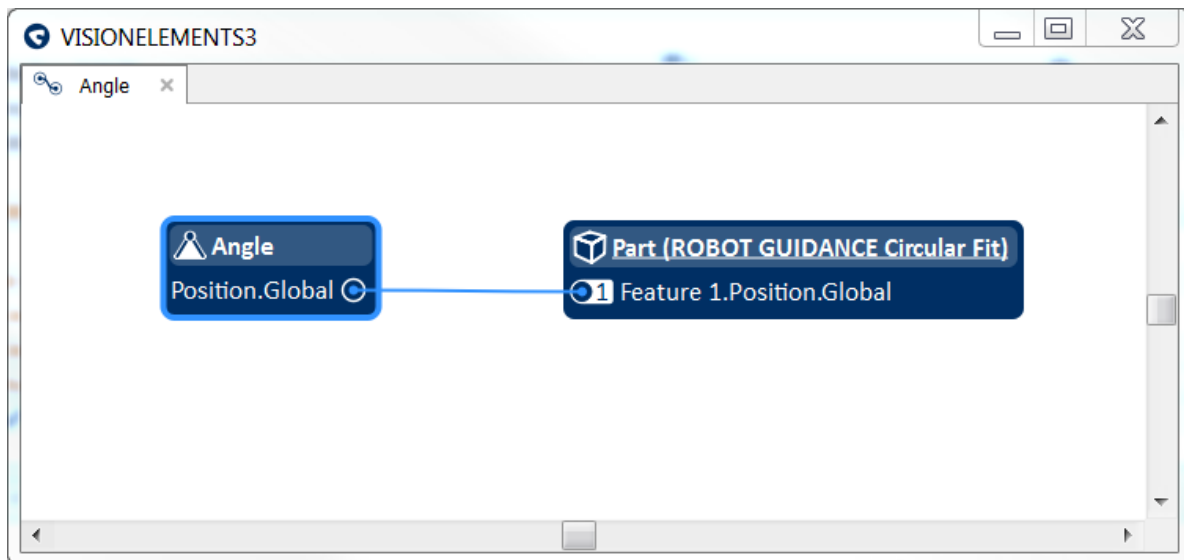 VISIONELEMENTS3
Angle
Angle
Part (ROBOT GUIDANCE Circular Fit)
Position.Global
1 Feature 1.Position.Global